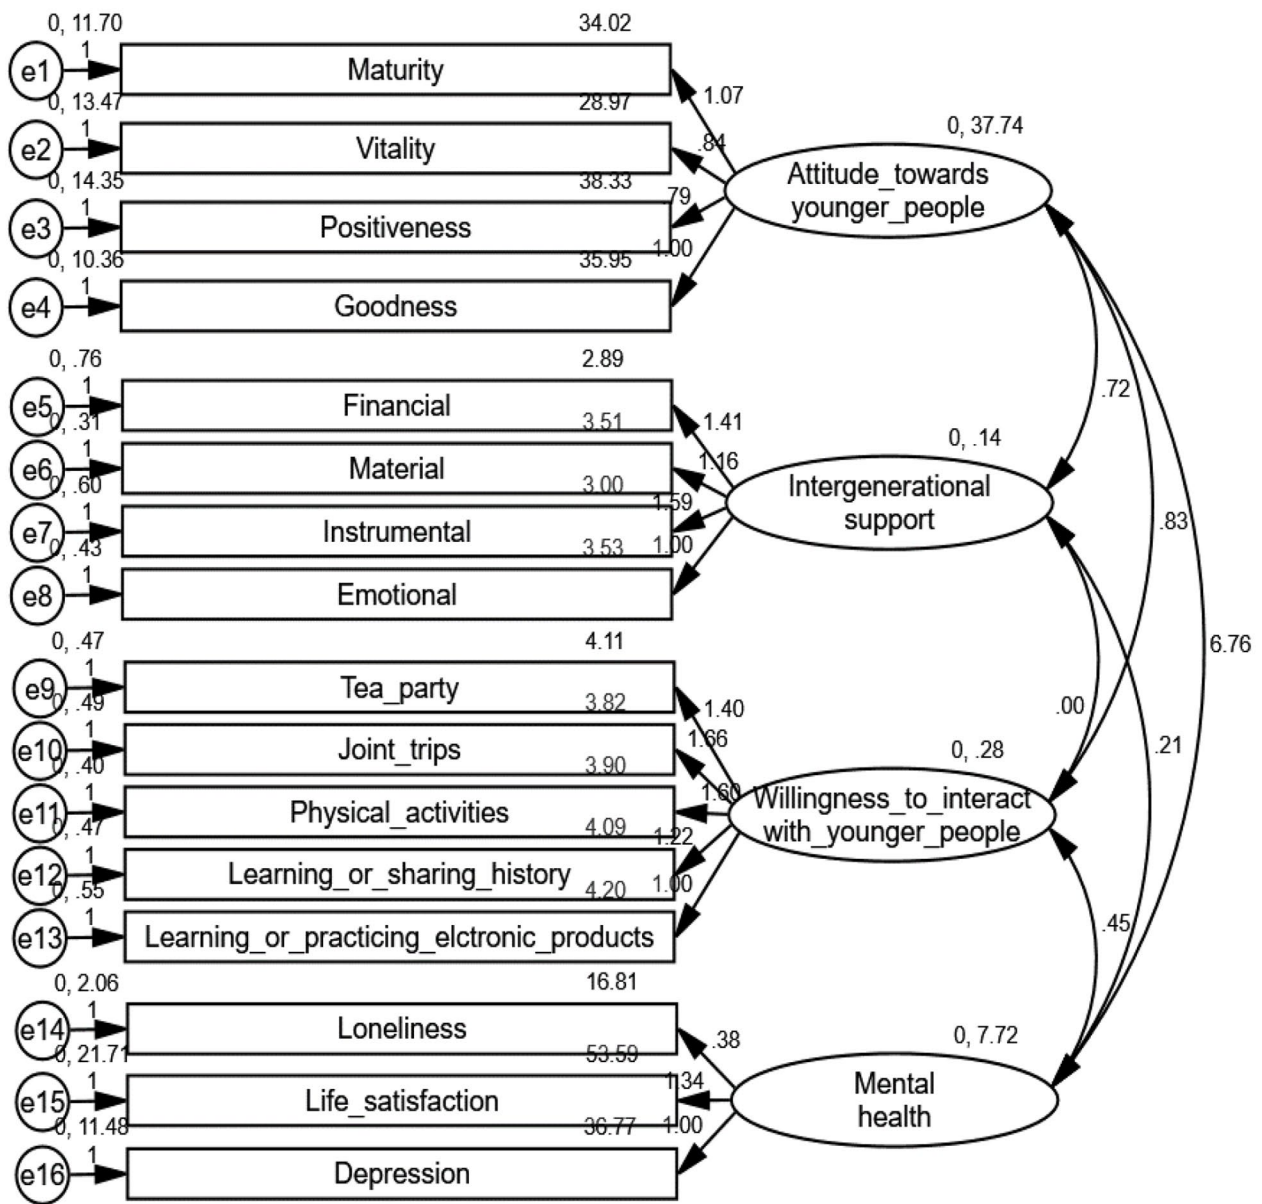 0, 11.70
34.02
e1
1
Maturity
1.07
0, 13.47
28.97
e2
1
Vitality
.84
0, 14.35
38.33
e3
1
Positiveness
.79
0, 10.36
35.95
e4
1
Goodness
1.00
0, 37.74
Attitude_towards
younger_people
0, .76
2.89
e5
1
Financial
1.41
0, .31
3.51
e6
1
Material
1.16
0, .60
3.00
e7
1
Instrumental
1.59
0, .43
3.53
e8
1
Emotional
1.00
0, .14
Intergenerational
support
.72
.83
6.76
0, .47
4.11
e9
1
Tea_party
1.40
0, .49
3.82
e10
1
Joint_trips
1.66
0, .40
3.90
e11
1
Physical_activities
1.60
0, .47
4.09
e12
1
Learning_or_sharing_history
1.22
0, .55
4.20
e13
1
Learning_or_practicing_elctronic_products
1.00
0, .28
Willingness_to_interact
with_younger_people
.00
.21
.45
0, 2.06
16.81
e14
1
Loneliness
.38
0, 21.71
53.59
e15
1
Life_satisfaction
1.34
0, 11.48
36.77
e16
1
Depression
1.00
0, 7.72
Mental
health